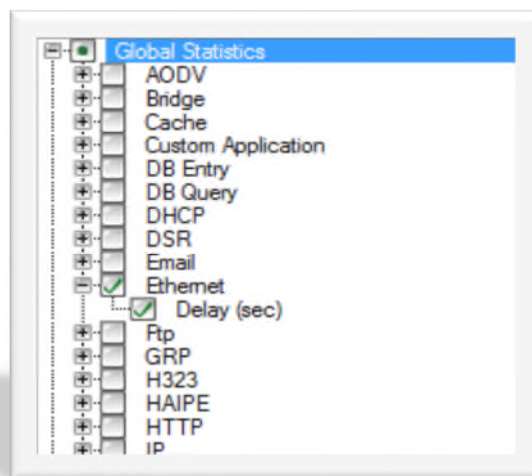 Global Statistics
AODV
Bridge
Cache
Custom Application
DB Entry
DB Query
DHCP
DSR
Email
Ethernet
Delay (sec)
Ftp
GRP
H323
HAIPE
HTTP
IP